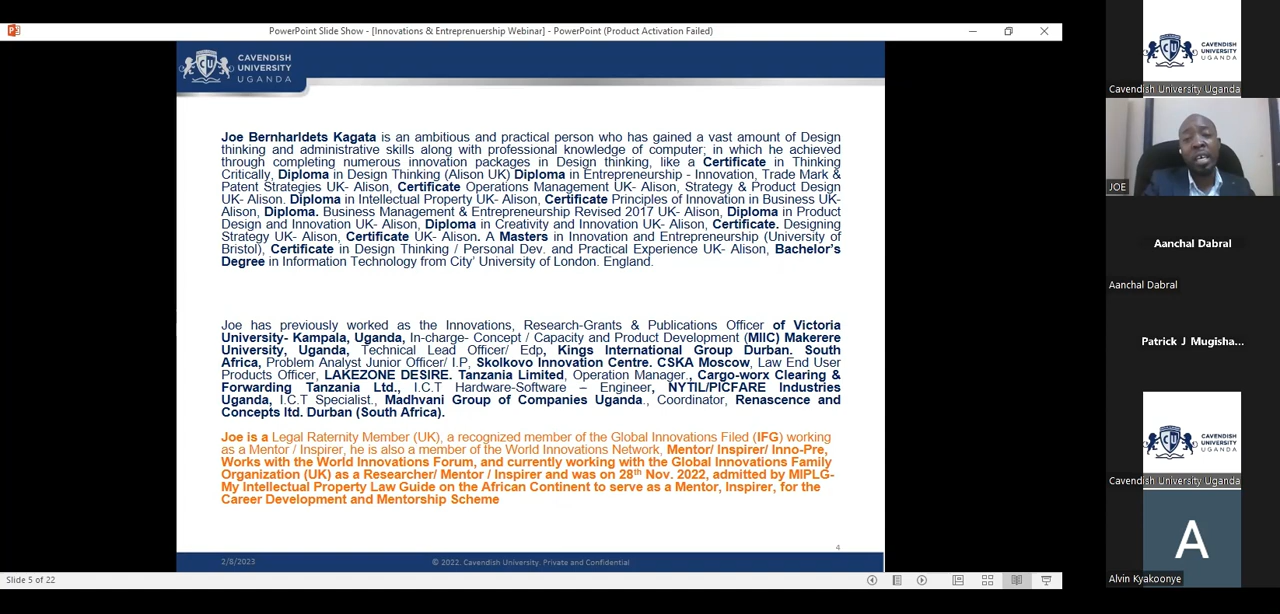 PowerPoint Slide Show - [Innovations & Entreprenuership Webinar] - PowerPoint (Product Activation Failed)
CAVENDISH
UNIVERSITY
UGANDA
Joe Bernharldets Kagata is an ambitious and practical person who has gained a vast amount of Design
thinking and administrative skills along with professional knowledge of computer; in which he achieved
through completing numerous innovation packages in Design thinking, like a Certificate in Thinking
Critically, Diploma in Design Thinking (Alison UK) Diploma in Entrepreneurship - Innovation, Trade Mark &
Patent Strategies UK- Alison, Certificate Operations Management UK- Alison, Strategy & Product Design
UK- Alison. Diploma in Intellectual Property UK- Alison, Certificate Principles of Innovation in Business UK-
Alison, Diploma. Business Management & Entrepreneurship Revised 2017 UK- Alison, Diploma in Product
Design and Innovation UK- Alison, Diploma in Creativity and Innovation UK- Alison, Certificate. Designing
Strategy UK- Alison, Certificate UK- Alison. A Masters in Innovation and Entrepreneurship (University of
Bristol), Certificate in Design Thinking / Personal Dev. and Practical Experience UK- Alison, Bachelor's
Degree in Information Technology from City' University of London. England.
Joe has previously worked as the Innovations, Research-Grants & Publications Officer of Victoria
University- Kampala, Uganda, In-charge- Concept / Capacity and Product Development (MIIC) Makerere
University, Uganda, Technical Lead Officer/ Edp, Kings International Group Durban. South
Africa, Problem Analyst Junior Officer/ I.P, Skolkovo Innovation Centre. CSKA Moscow, Law End User
Products Officer, LAKEZONE DESIRE. Tanzania Limited, Operation Manager., Cargo-worx Clearing &
Forwarding Tanzania Ltd., I.C.T Hardware-Software – Engineer, NYTIL/PICFARE Industries
Uganda, I.C.T Specialist., Madhvani Group of Companies Uganda., Coordinator, Renascence and
Concepts ltd. Durban (South Africa).
Joe is a Legal Raternity Member (UK), a recognized member of the Global Innovations Filed (IFG) working
as a Mentor / Inspirer, he is also a member of the World Innovations Network, Mentor/ Inspirer/ Inno-Pre,
Works with the World Innovations Forum, and currently working with the Global Innovations Family
Organization (UK) as a Researcher/ Mentor / Inspirer and was on 28th Nov. 2022, admitted by MIPLG-
My Intellectual Property Law Guide on the African Continent to serve as a Mentor, Inspirer, for the
Career Development and Mentorship Scheme
4
2/8/2023
© 2022. Cavendish University. Private and Confidential
Slide 5 of 22
CAVENDISH
UNIVERSITY
UGANDA
Cavendish University Uganda
JOE
Aanchal Dabral
Aanchal Dabral
Patrick J Mugisha...
CAVENDISH
UNIVERSITY
UGANDA
Cavendish University Uganda
A
Alvin Kyakoonye